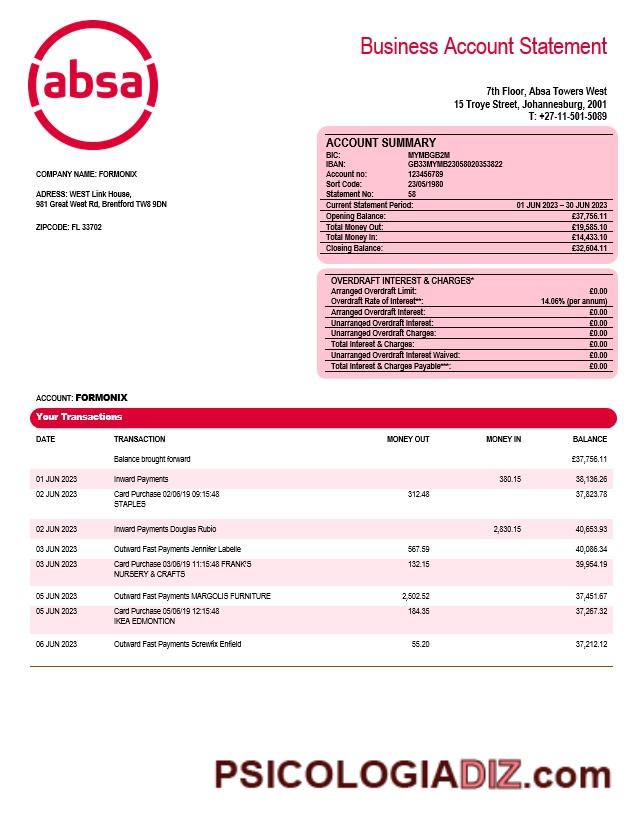 absa
Business Account Statement
7th Floor, Absa Towers West
15 Troye Street, Johannesburg, 2001
T: +27-11-501-5089
COMPANY NAME: FORMONIX
ADRESS: WEST Link House,
981 Great West Rd, Brentford TW8 9DN
ZIPCODE: FL 33702
ACCOUNT SUMMARY
BIC: MYMBGB2M
IBAN: GB33MYMB23058020353822
Account no: 123456789
Sort Code: 23/05/1980
Statement No: 58
Current Statement Period: 01 JUN 2023 – 30 JUN 2023
Opening Balance: £37,756.11
Total Money Out: £19,585.10
Total Money In: £14,433.10
Closing Balance: £32,604.11
OVERDRAFT INTEREST & CHARGES*
Arranged Overdraft Limit: £0.00
Overdraft Rate of Interest**: 14.06% (per annum)
Arranged Overdraft Interest: £0.00
Unarranged Overdraft Interest: £0.00
Unarranged Overdraft Charges: £0.00
Total Interest & Charges: £0.00
Unarranged Overdraft Interest Waived: £0.00
Total Interest & Charges Payable***: £0.00
ACCOUNT: FORMONIX
Your Transactions
DATE TRANSACTION MONEY OUT MONEY IN BALANCE
Balance brought forward £37,756.11
01 JUN 2023 Inward Payments 380.15 38,136.26
02 JUN 2023 Card Purchase 02/06/19 09:15:48 312.48 37,823.78
STAPLES
02 JUN 2023 Inward Payments Douglas Rubio 2,830.15 40,653.93
03 JUN 2023 Outward Fast Payments Jennifer Labelle 567.59 40,086.34
03 JUN 2023 Card Purchase 03/06/19 11:15:48 FRANK'S 132.15 39,954.19
NURSERY & CRAFTS
05 JUN 2023 Outward Fast Payments MARGOLIS FURNITURE 2,502.52 37,451.67
05 JUN 2023 Card Purchase 05/06/19 12:15:48 184.35 37,267.32
IKEA EDMONTION
06 JUN 2023 Outward Fast Payments Screwfix Enfield 55.20 37,212.12
PSICOLOGIADIZ.com